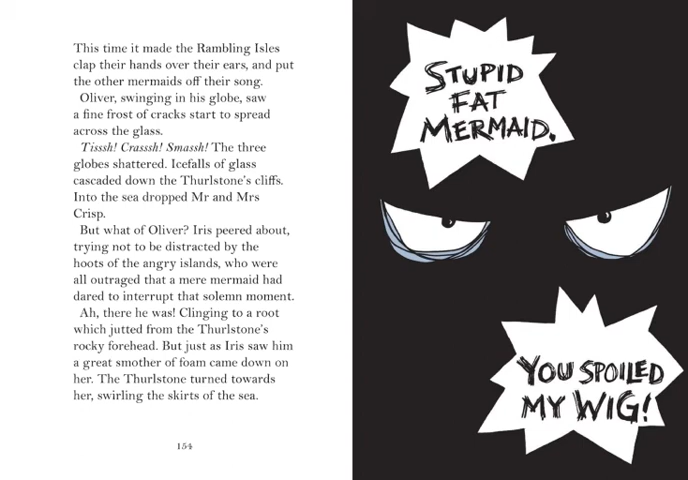 This time it made the Rambling Isles
clap their hands over their ears, and put
the other mermaids off their song.
Oliver, swinging in his globe, saw
a fine frost of cracks start to spread
across the glass.
Tisssh! Crasssh! Smassh! The three
globes shattered. Icefalls of glass
cascaded down the Thurlstone's cliffs.
Into the sea dropped Mr and Mrs
Crisp.
But what of Oliver? Iris peered about,
trying not to be distracted by the
hoots of the angry islands, who were
all outraged that a mere mermaid had
dared to interrupt that solemn moment.
Ah, there he was! Clinging to a root
which jutted from the Thurlstone's
rocky forehead. But just as Iris saw him
a great smother of foam came down on
her. The Thurlstone turned towards
her, swirling the skirts of the sea.
154
STUPID
FAT
MERMAID.
YOU SPOILED
MY WIG!